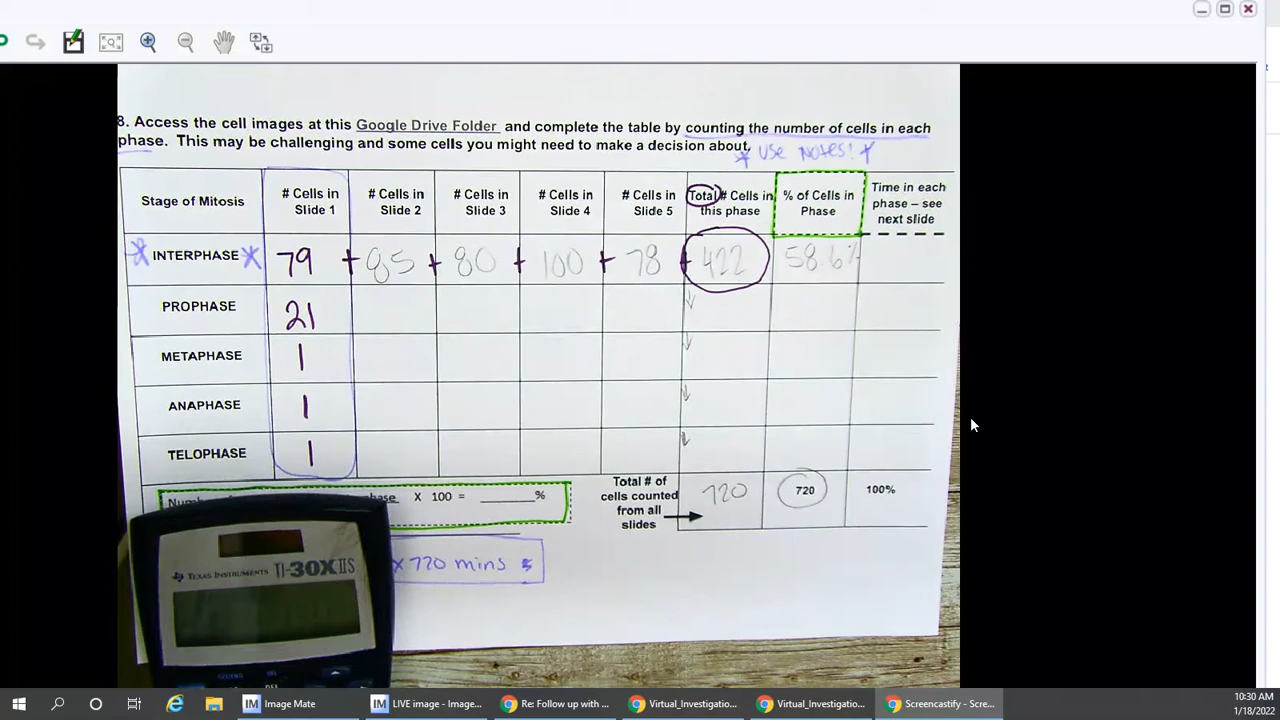 8. Access the cell images at this Google Drive Folder and complete the table by counting the number of cells in each
phase. This may be challenging and some cells you might need to make a decision about.
* USE NOTES! *
Stage of Mitosis
# Cells in
Slide 1
# Cells in
Slide 2
# Cells in
Slide 3
# Cells in
Slide 4
# Cells in
Slide 5
Total # Cells in
this phase
% of Cells in
Phase
Time in each
phase – see
next slide
* INTERPHASE * 79 + 85 + 80 + 100 + 78 + 422 58.6%
PROPHASE 21
METAPHASE 1
ANAPHASE 1
TELOPHASE 1
X 100 = ______%
Total # of
cells counted
from all
slides
720 720 100%
x 720 mins =
TEXAS INSTRUMENTS TI-30X IIS
Image Mate
LIVE image - Image...
Re: Follow up with ...
Virtual_Investigatio...
Virtual_Investigatio...
Screencastify - Scre...
10:30 AM
1/18/2022